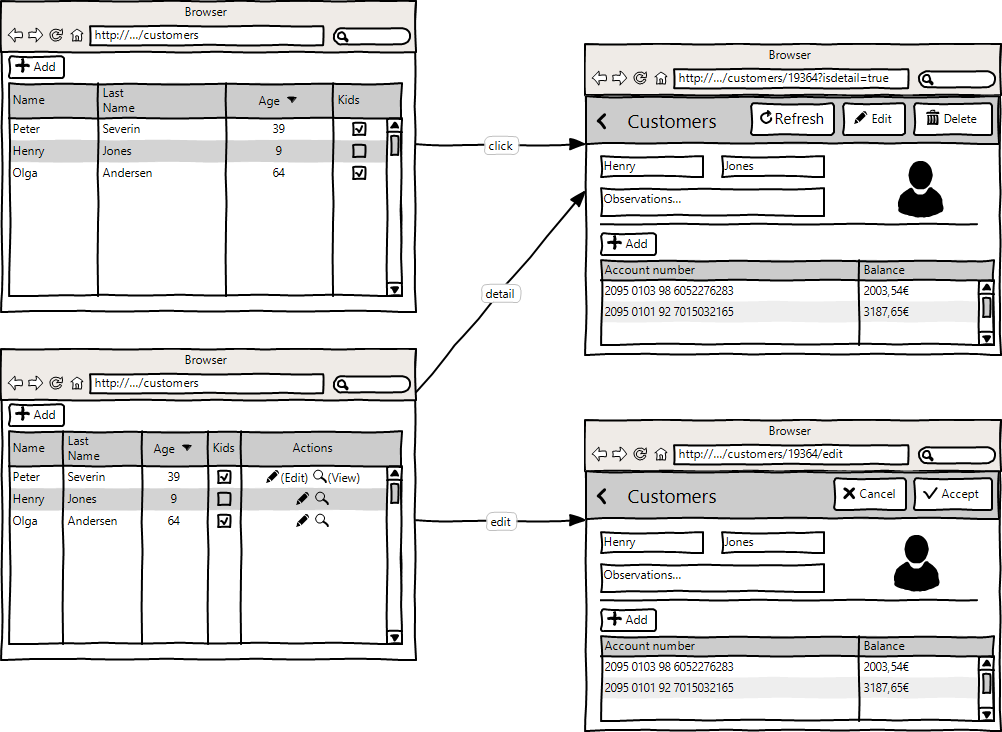 Browser
http://.../customers
Add
Name Last Name Age Kids
Peter Severin 39
Henry Jones 9
Olga Andersen 64
click
detail
Browser
http://.../customers/19364?isdetail=true
Customers Refresh Edit Delete
Henry Jones
Observations...
Add
Account number Balance
2095 0103 98 6052276283 2003,54€
2095 0101 92 7015032165 3187,65€
Browser
http://.../customers
Add
Name Last Name Age Kids Actions
Peter Severin 39 (Edit) (View)
Henry Jones 9
Olga Andersen 64
edit
Browser
http://.../customers/19364/edit
Customers Cancel Accept
Henry Jones
Observations...
Add
Account number Balance
2095 0103 98 6052276283 2003,54€
2095 0101 92 7015032165 3187,65€